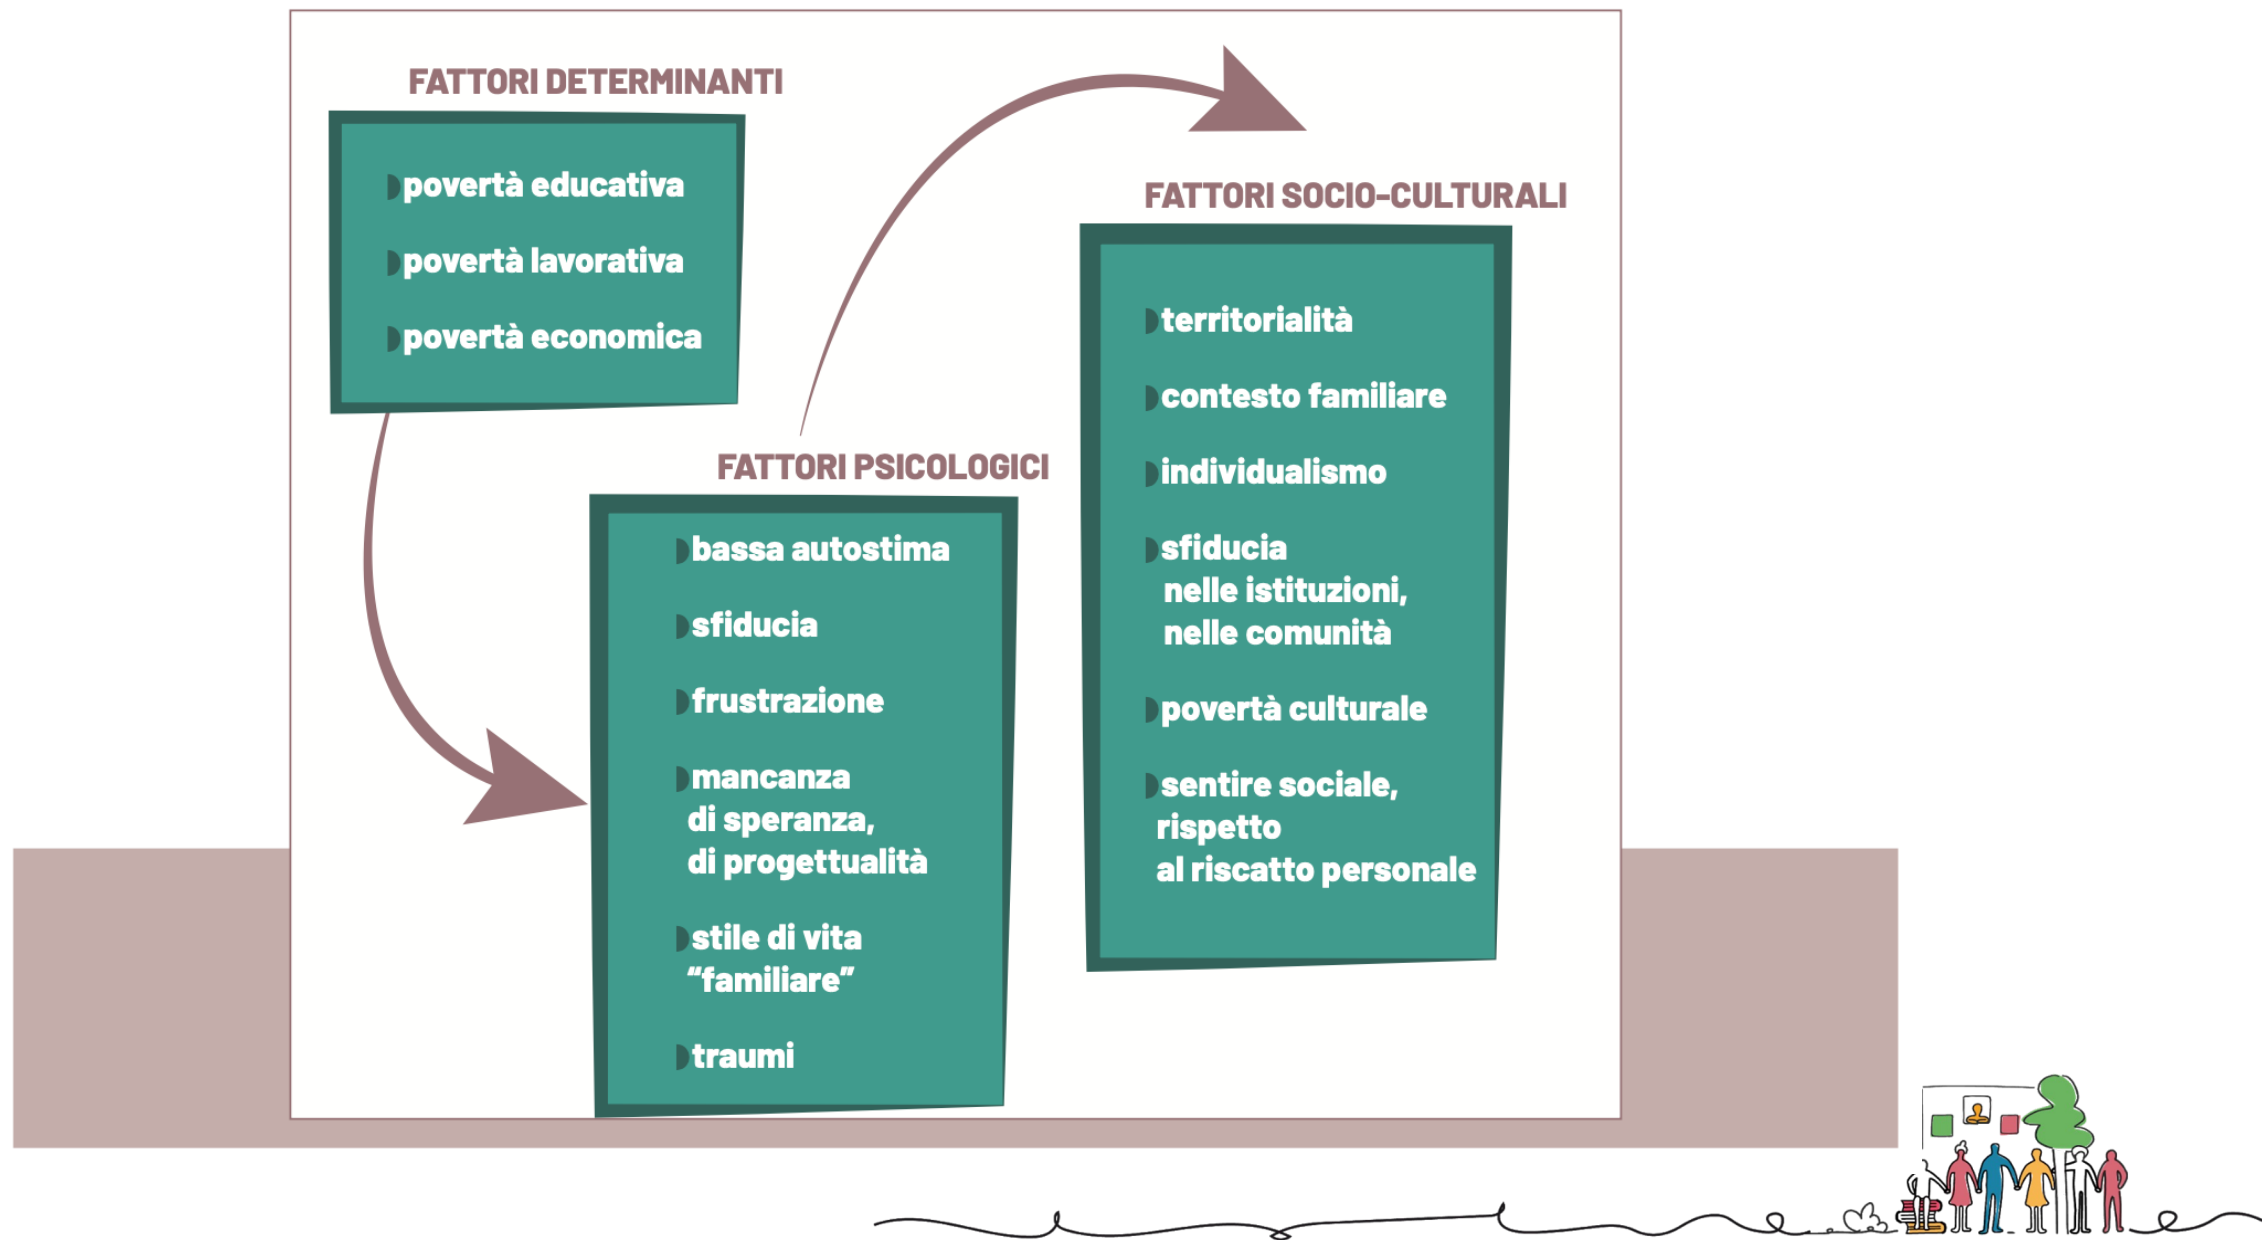 FATTORI DETERMINANTI
povertà educativa
povertà lavorativa
povertà economica
FATTORI PSICOLOGICI
bassa autostima
sfiducia
frustrazione
mancanza
di speranza,
di progettualità
stile di vita
“familiare”
traumi
FATTORI SOCIO-CULTURALI
territorialità
contesto familiare
individualismo
sfiducia
nelle istituzioni,
nelle comunità
povertà culturale
sentire sociale,
rispetto
al riscatto personale